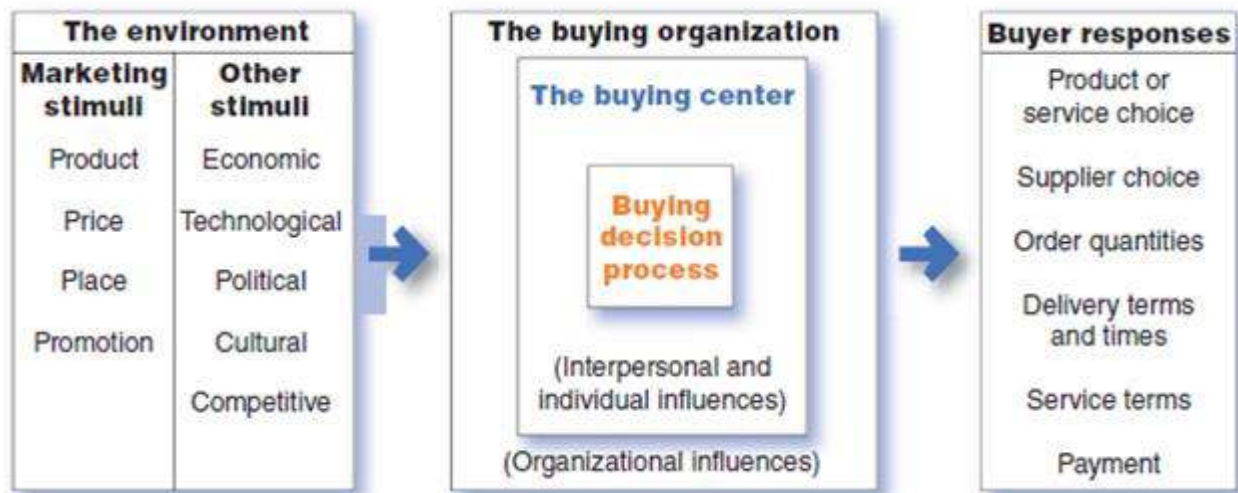 The environment
Marketing
stimuli
Product
Price
Place
Promotion
Other
stimuli
Economic
Technological
Political
Cultural
Competitive
The buying organization
The buying center
Buying
decision
process
(Interpersonal and
individual influences)
(Organizational influences)
Buyer responses
Product or
service choice
Supplier choice
Order quantities
Delivery terms
and times
Service terms
Payment